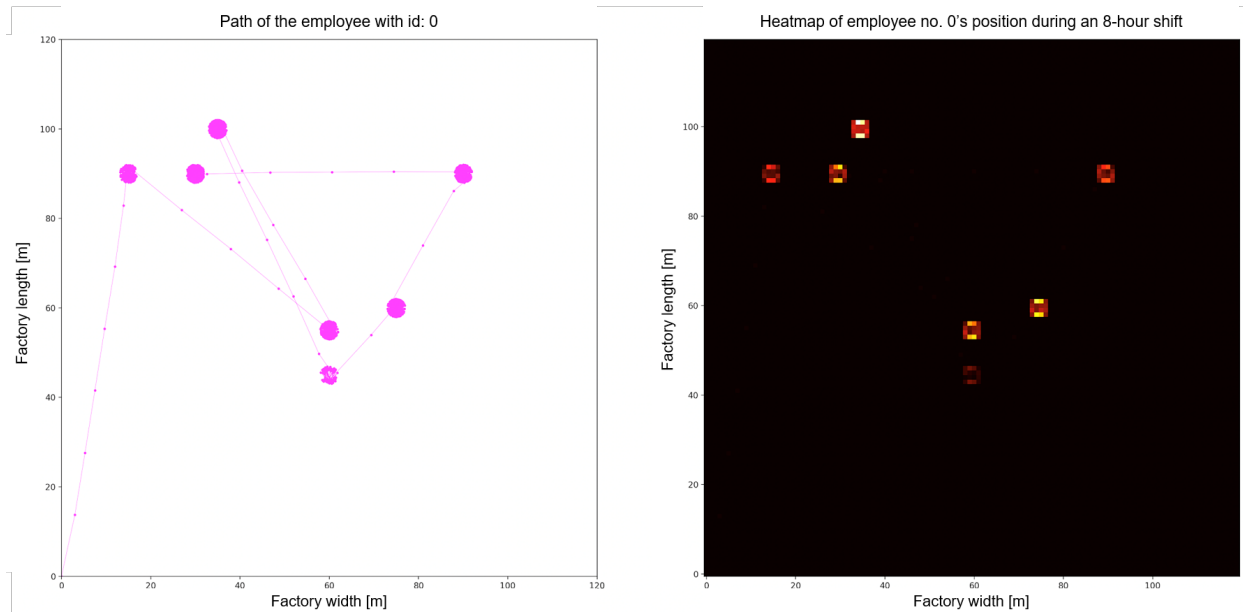 Path of the employee with id: 0
120
100
80
60
40
20
0
0 20 40 60 80 100 120
Factory length [m]
Factory width [m]
Heatmap of employee no. 0's position during an 8-hour shift
100
80
60
40
20
0
0 20 40 60 80 100
Factory length [m]
Factory width [m]